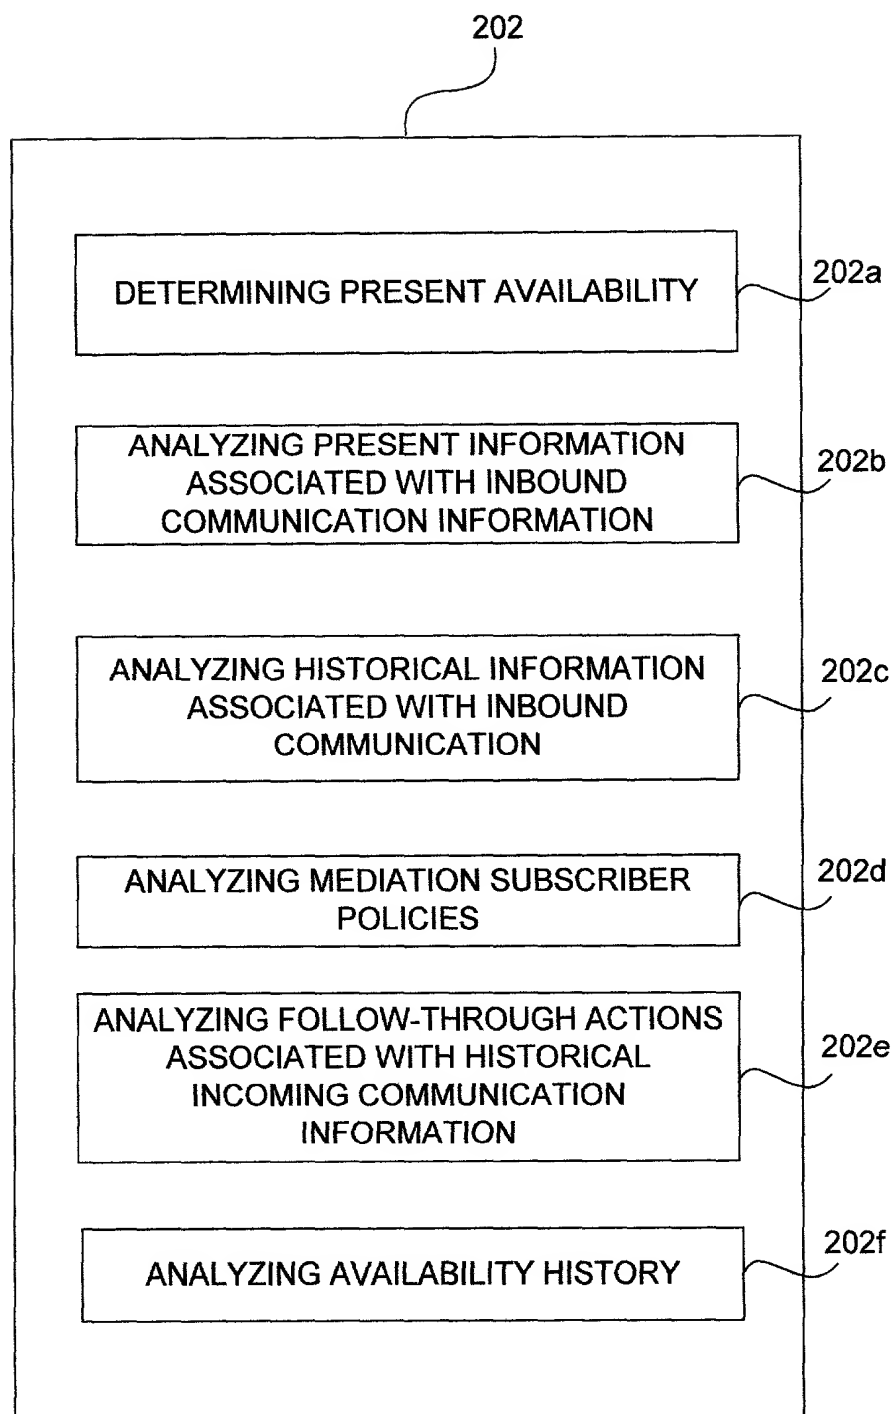 202
DETERMINING PRESENT AVAILABILITY
202a
ANALYZING PRESENT INFORMATION
ASSOCIATED WITH INBOUND
COMMUNICATION INFORMATION
202b
ANALYZING HISTORICAL INFORMATION
ASSOCIATED WITH INBOUND
COMMUNICATION
202c
ANALYZING MEDIATION SUBSCRIBER
POLICIES
202d
ANALYZING FOLLOW-THROUGH ACTIONS
ASSOCIATED WITH HISTORICAL
INCOMING COMMUNICATION
INFORMATION
202e
ANALYZING AVAILABILITY HISTORY
202f